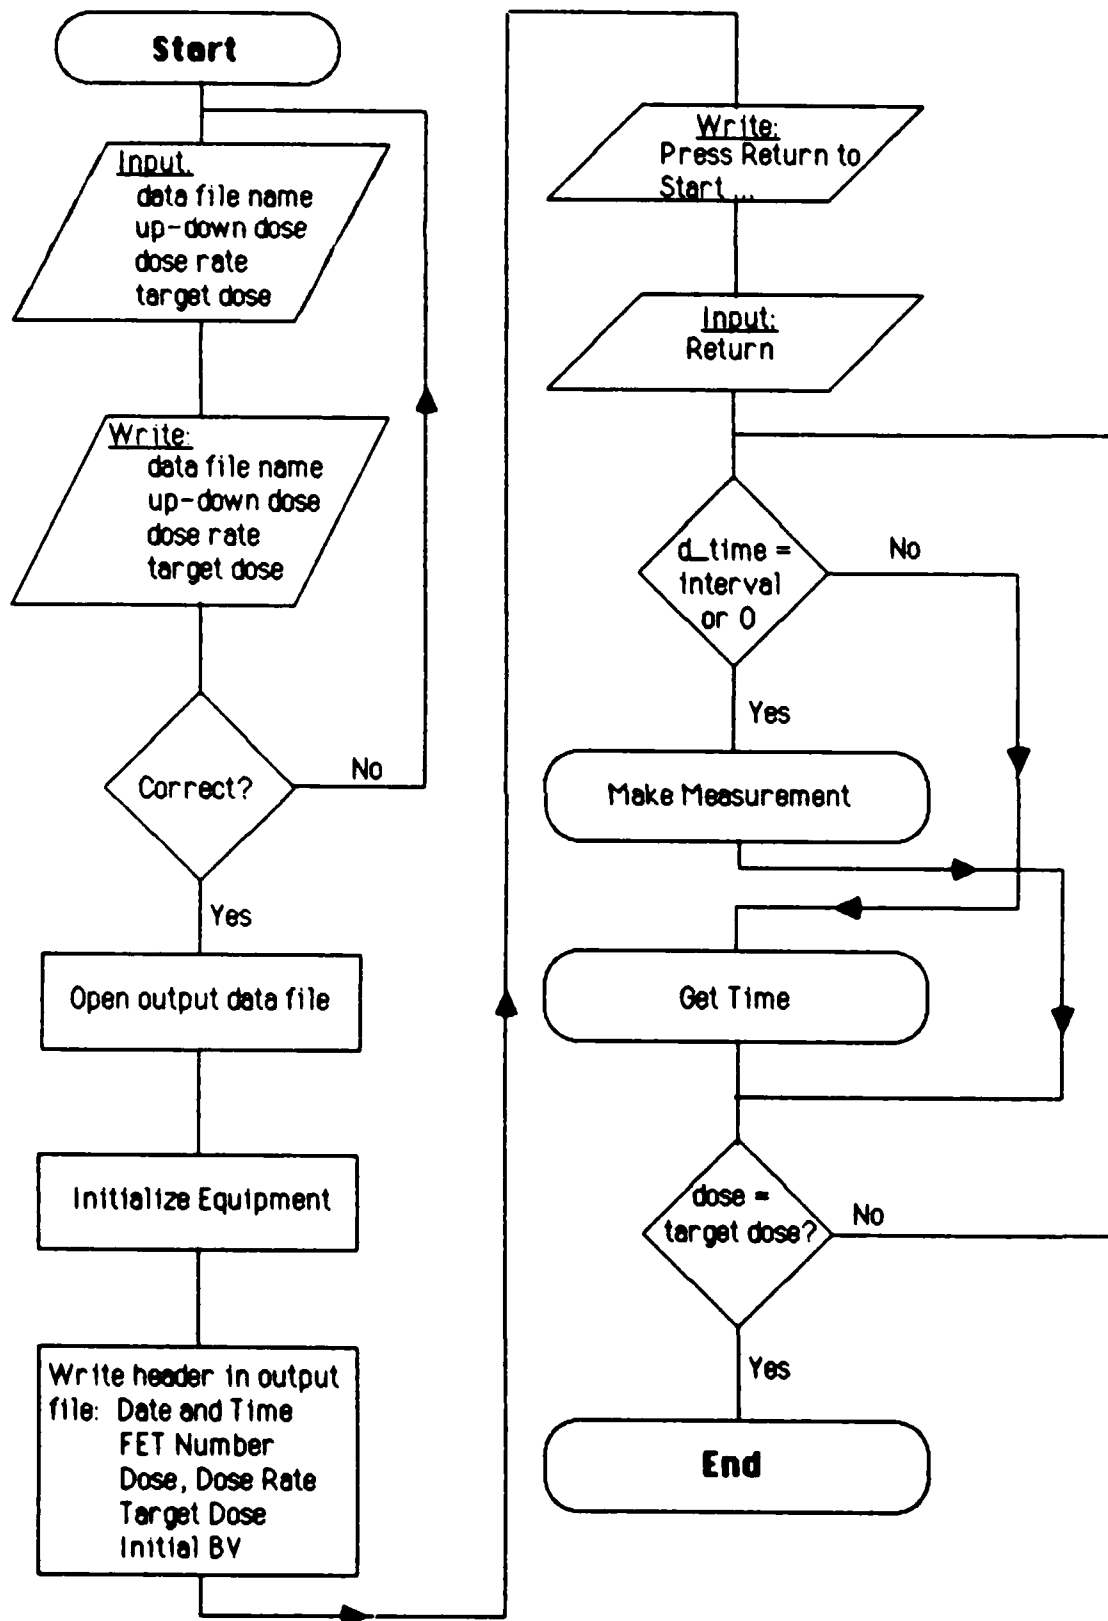 Start
Input:
data file name
up-down dose
dose rate
target dose
Write:
data file name
up-down dose
dose rate
target dose
Correct?
No
Yes
Open output data file
Initialize Equipment
Write header in output
file: Date and Time
FET Number
Dose, Dose Rate
Target Dose
Initial BV
Write:
Press Return to
Start ...
Input:
Return
d_time =
interval
or 0
No
Yes
Make Measurement
Get Time
dose =
target dose?
No
Yes
End